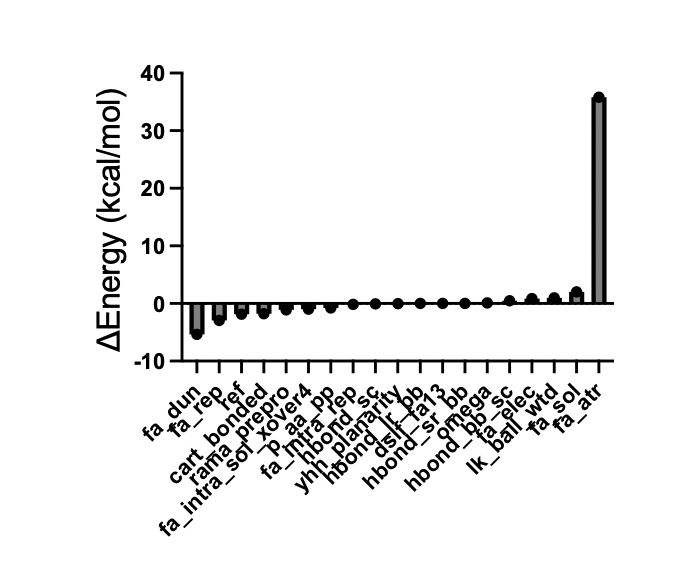 40
30
20
10
0
-10
ΔEnergy (kcal/mol)
fa_dun
fa_rep
ref
cart_bonded
rama_prepro
fa_intra_sol_xover4
p_aa_pp
fa_intra_rep
hbond_sc
yhh_planarity
hbond_lr_bb
dslf_fa13
hbond_sr_bb
omega
hbond_bb_sc
fa_elec
lk_ball_wtd
fa_sol
fa_atr